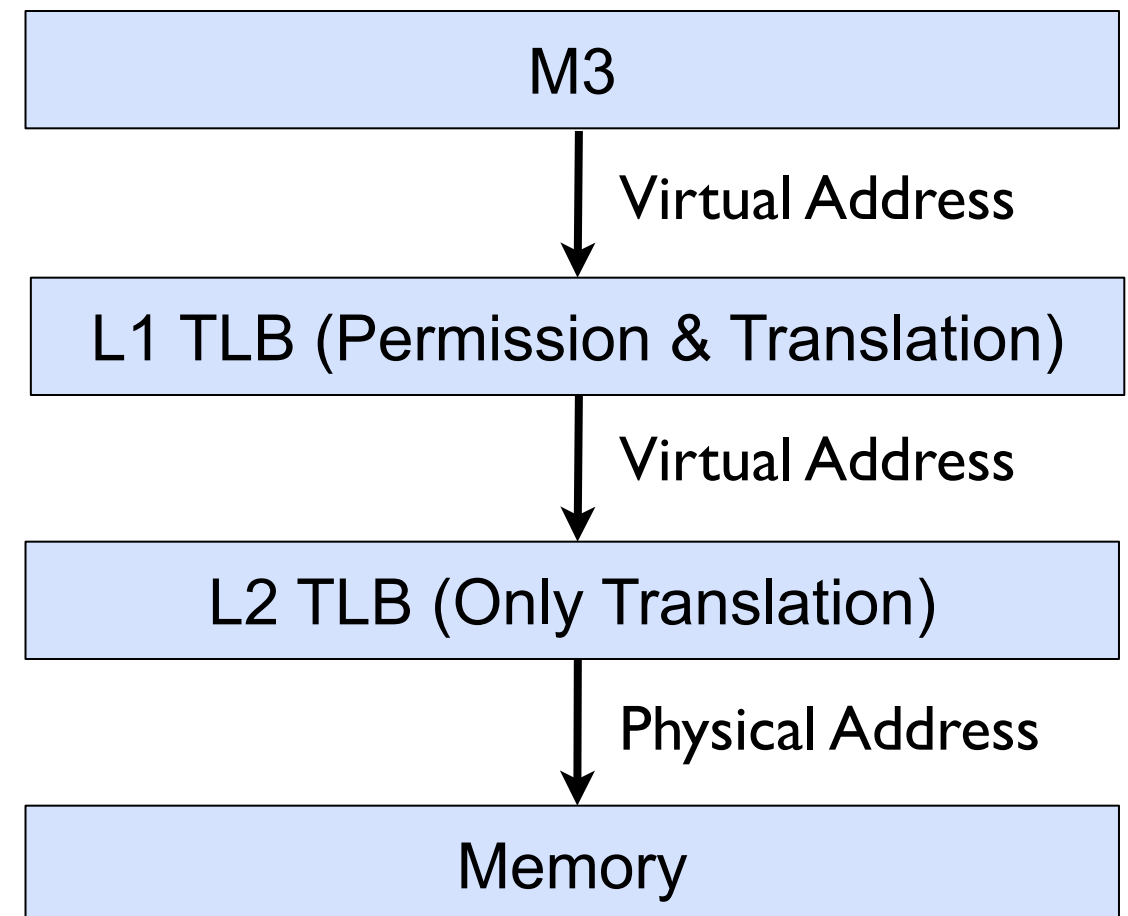 M3
Virtual Address
L1 TLB (Permission & Translation)
Virtual Address
L2 TLB (Only Translation)
Physical Address
Memory